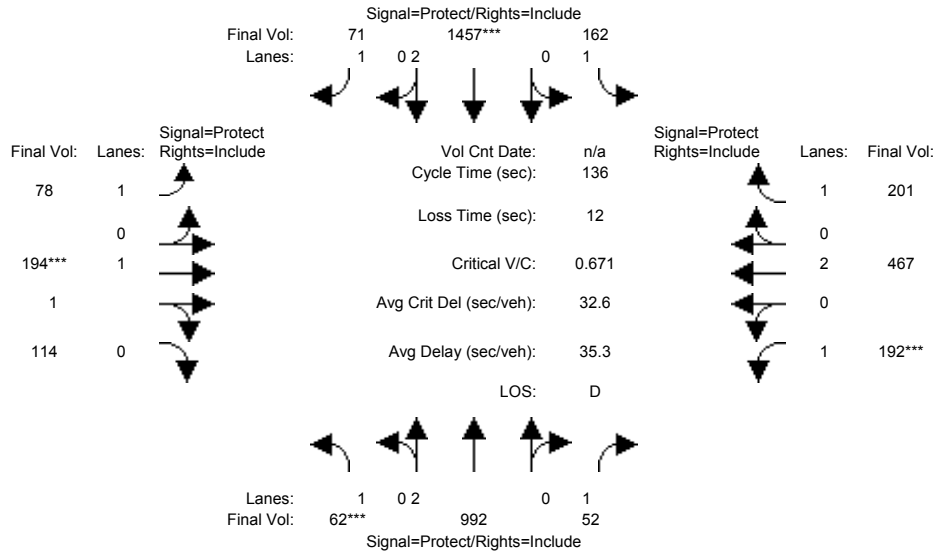 Signal=Protect/Rights=Include
Final Vol: 71 1457*** 162
Lanes: 1 0 2 0 1
Signal=Protect Signal=Protect
Final Vol: Lanes: Rights=Include Vol Cnt Date: n/a Rights=Include Lanes: Final Vol:
Cycle Time (sec): 136
78 1 1 201
Loss Time (sec): 12
0 0
194*** 1 Critical V/C: 0.671 2 467
1 Avg Crit Del (sec/veh): 32.6 0
114 0 Avg Delay (sec/veh): 35.3 1 192***
LOS: D
Lanes: 1 0 2 0 1
Final Vol: 62*** 992 52
Signal=Protect/Rights=Include